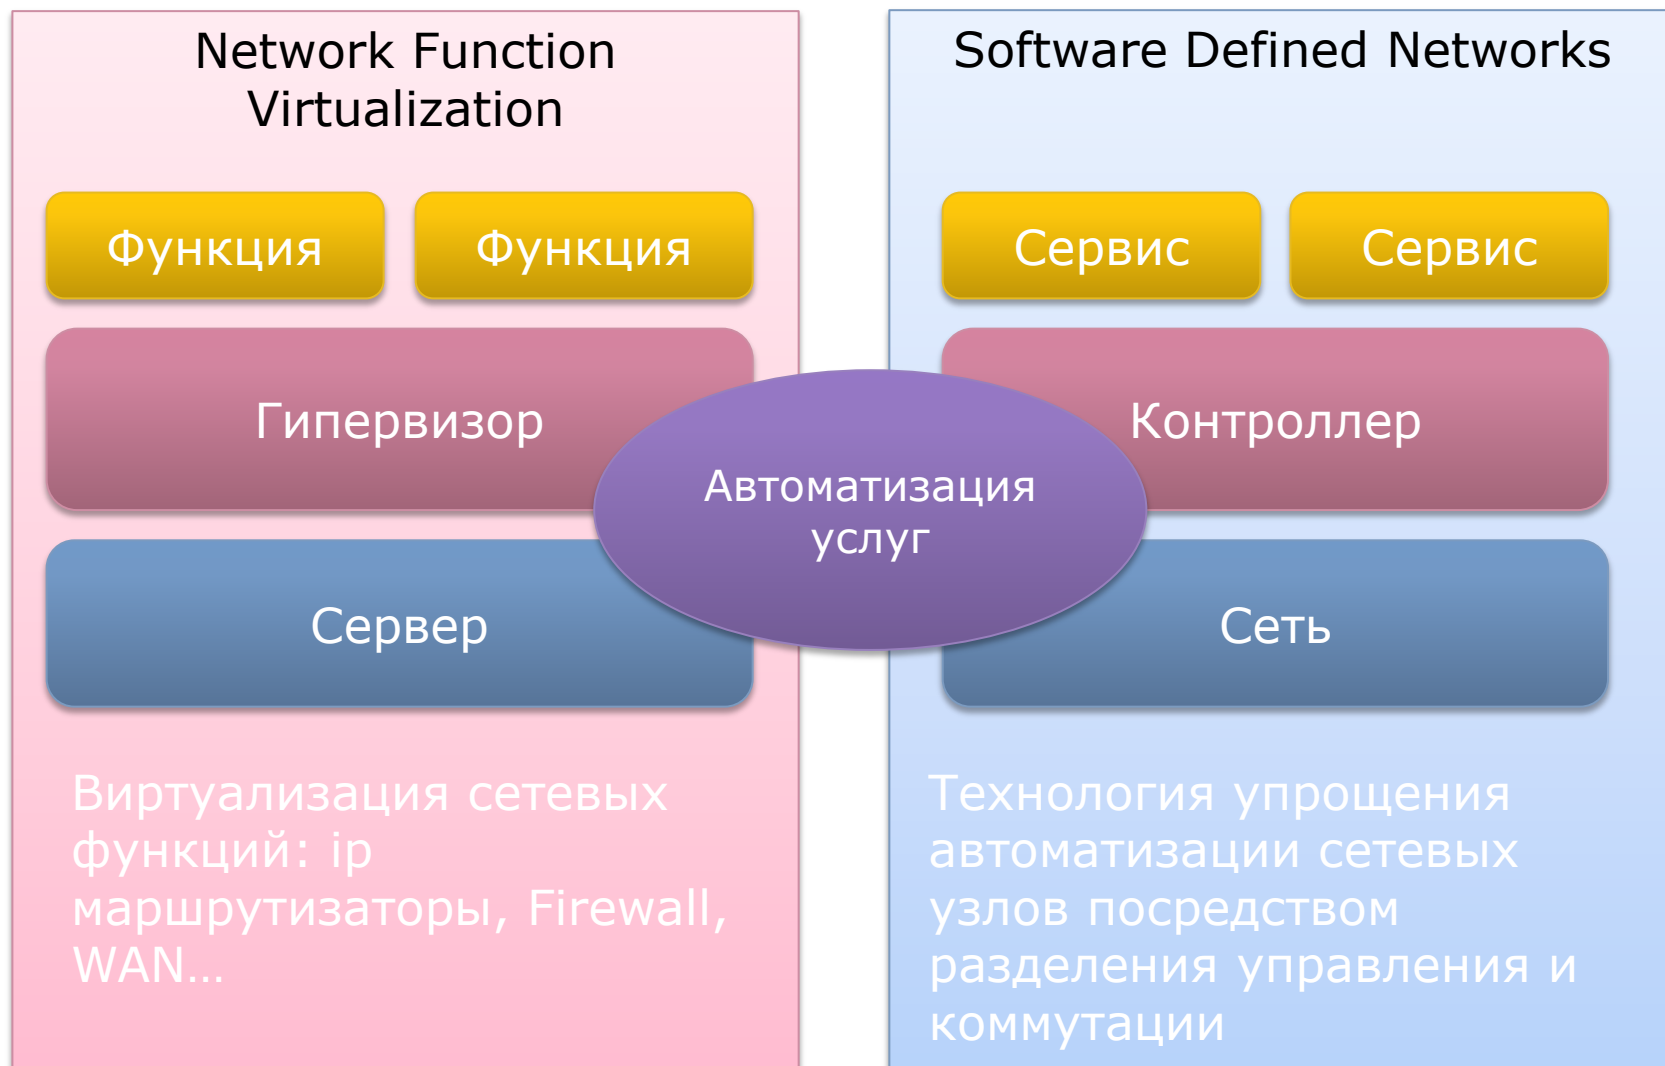 Network Function
Virtualization
Функция
Функция
Гипервизор
Сервер
Виртуализация сетевых
функций: ip
маршрутизаторы, Firewall,
WAN…
Автоматизация
услуг
Software Defined Networks
Сервис
Сервис
Контроллер
Сеть
Технология упрощения
автоматизации сетевых
узлов посредством
разделения управления и
коммутации